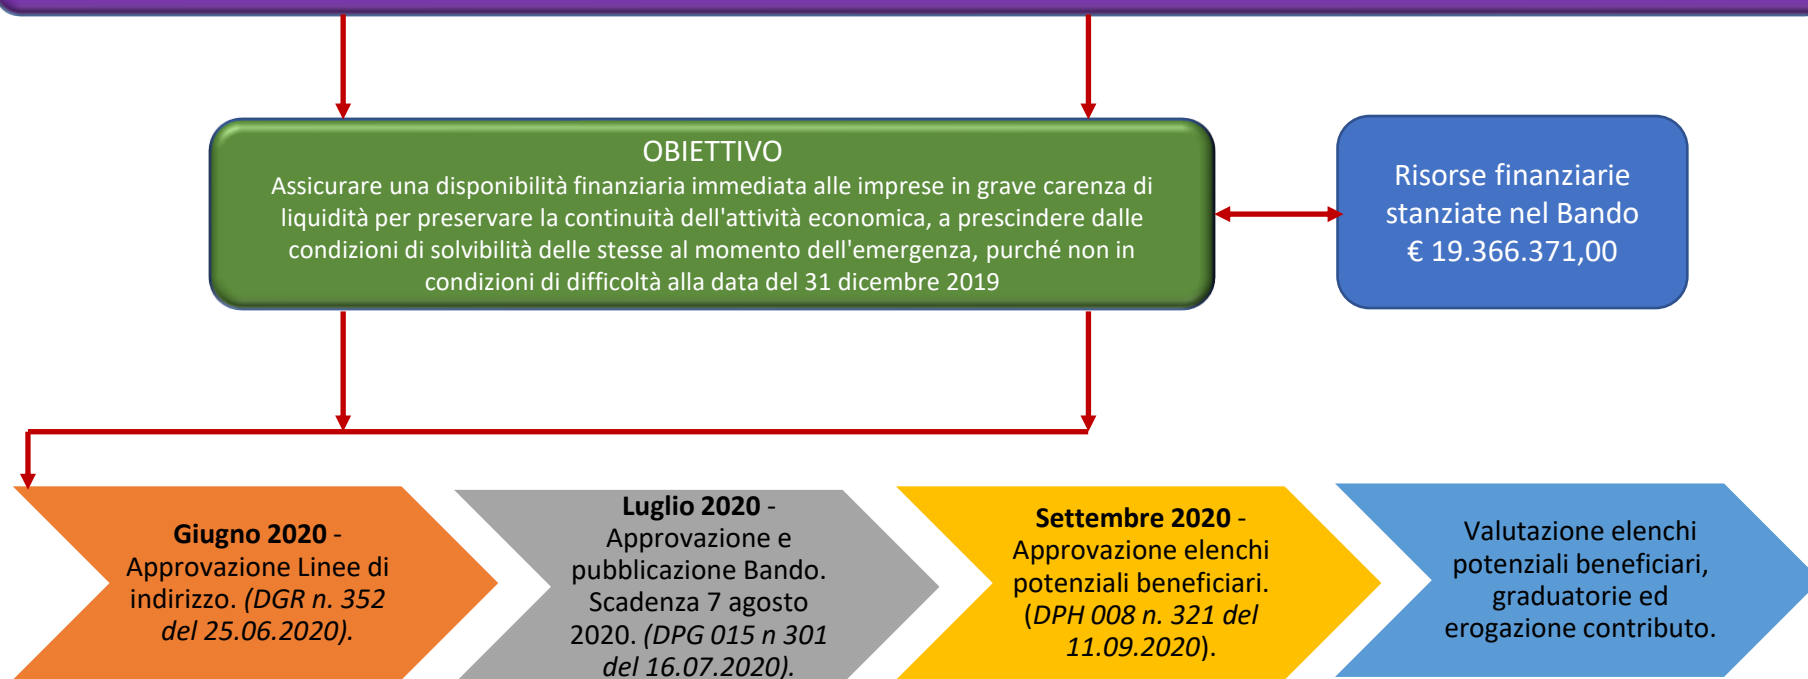 OBIETTIVO
Assicurare una disponibilità finanziaria immediata alle imprese in grave carenza di
liquidità per preservare la continuità dell'attività economica, a prescindere dalle
condizioni di solvibilità delle stesse al momento dell'emergenza, purché non in
condizioni di difficoltà alla data del 31 dicembre 2019
Risorse finanziarie
stanziate nel Bando
€ 19.366.371,00
Giugno 2020 -
Approvazione Linee di
indirizzo. (DGR n. 352
del 25.06.2020).
Luglio 2020 -
Approvazione e
pubblicazione Bando.
Scadenza 7 agosto
2020. (DPG 015 n 301
del 16.07.2020).
Settembre 2020 -
Approvazione elenchi
potenziali beneficiari.
(DPH 008 n. 321 del
11.09.2020).
Valutazione elenchi
potenziali beneficiari,
graduatorie ed
erogazione contributo.